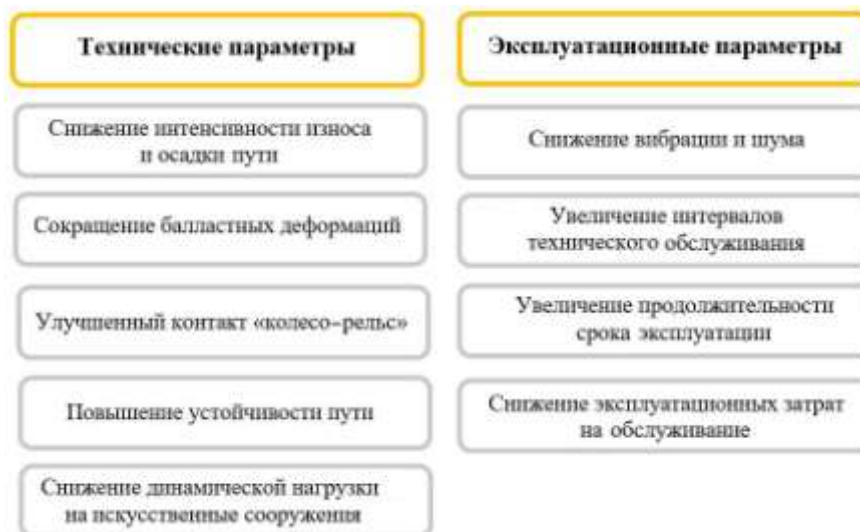 Технические параметры
Снижение интенсивности износа
и осадки пути
Сокращение балластных деформаций
Улучшенный контакт «колесо–рельс»
Повышение устойчивости пути
Снижение динамической нагрузки
на искусственные сооружения
Эксплуатационные параметры
Снижение вибрации и шума
Увеличение интервалов
технического обслуживания
Увеличение продолжительности
срока эксплуатации
Снижение эксплуатационных затрат
на обслуживание